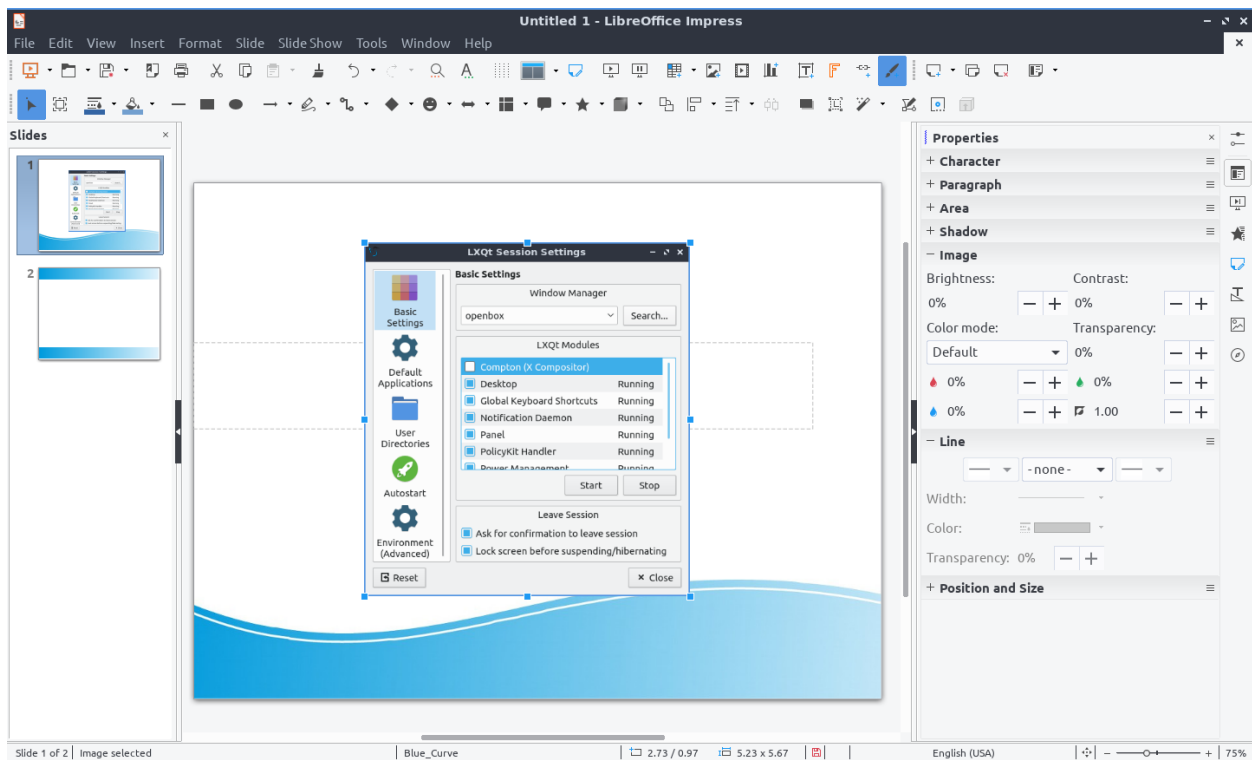 Untitled 1 - LibreOffice Impress
File Edit View Insert Format Slide Slide Show Tools Window Help
Slides
1
2
LXQt Session Settings
Basic Settings
Default Applications
User Directories
Autostart
Environment (Advanced)
Basic Settings
Window Manager
openbox Search...
LXQt Modules
Compton (X Compositor)
Desktop Running
Global Keyboard Shortcuts Running
Notification Daemon Running
Panel Running
PolicyKit Handler Running
Power Management Running
Start Stop
Leave Session
Ask for confirmation to leave session
Lock screen before suspending/hibernating
Reset Close
Properties
Character
Paragraph
Area
Shadow
Image
Brightness: Contrast:
0% 0%
Color mode: Transparency:
Default 0%
0% 0%
0% 1.00
Line
- none -
Width:
Color:
Transparency: 0%
Position and Size
Slide 1 of 2 Image selected Blue_Curve 2.73 / 0.97 5.23 x 5.67 English (USA) 75%